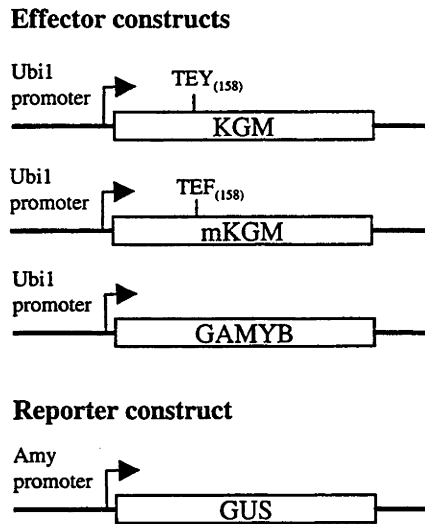 Effector constructs
Ubi1
promoter
TEY(158)
KGM
Ubi1
promoter
TEF(158)
mKGM
Ubi1
promoter
GAMYB
Reporter construct
Amy
promoter
GUS